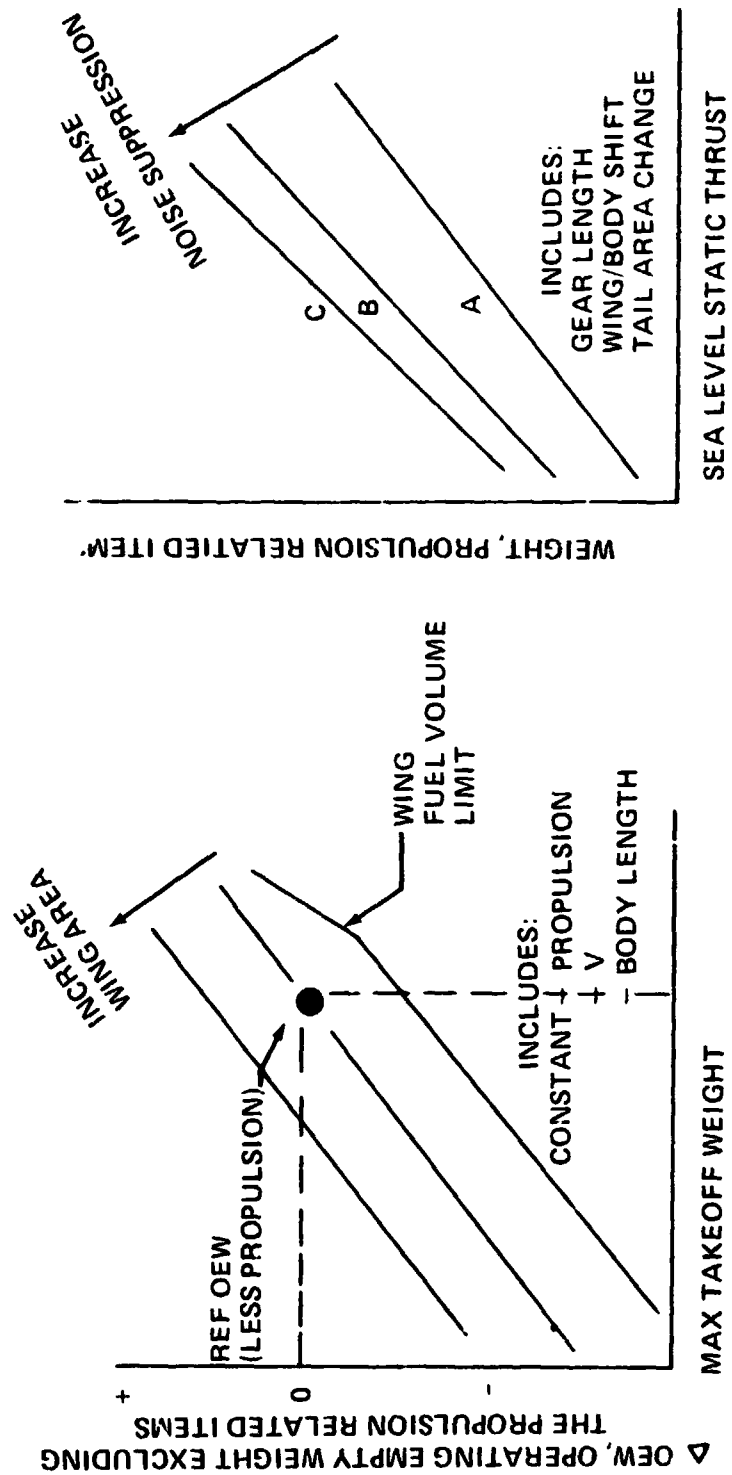 Δ OEW, OPERATING EMPTY WEIGHT EXCLUDING
THE PROPULSION RELATED ITEMS
+
0
-
REF OEW
(LESS PROPULSION)
INCREASE
WING AREA
WING
FUEL VOLUME
LIMIT
INCLUDES:
CONSTANT PROPULSION
V
BODY LENGTH
MAX TAKEOFF WEIGHT
WEIGHT, PROPULSION RELATIED ITEM
INCREASE
NOISE SUPPRESSION
C
B
A
INCLUDES:
GEAR LENGTH
WING/BODY SHIFT
TAIL AREA CHANGE
SEA LEVEL STATIC THRUST